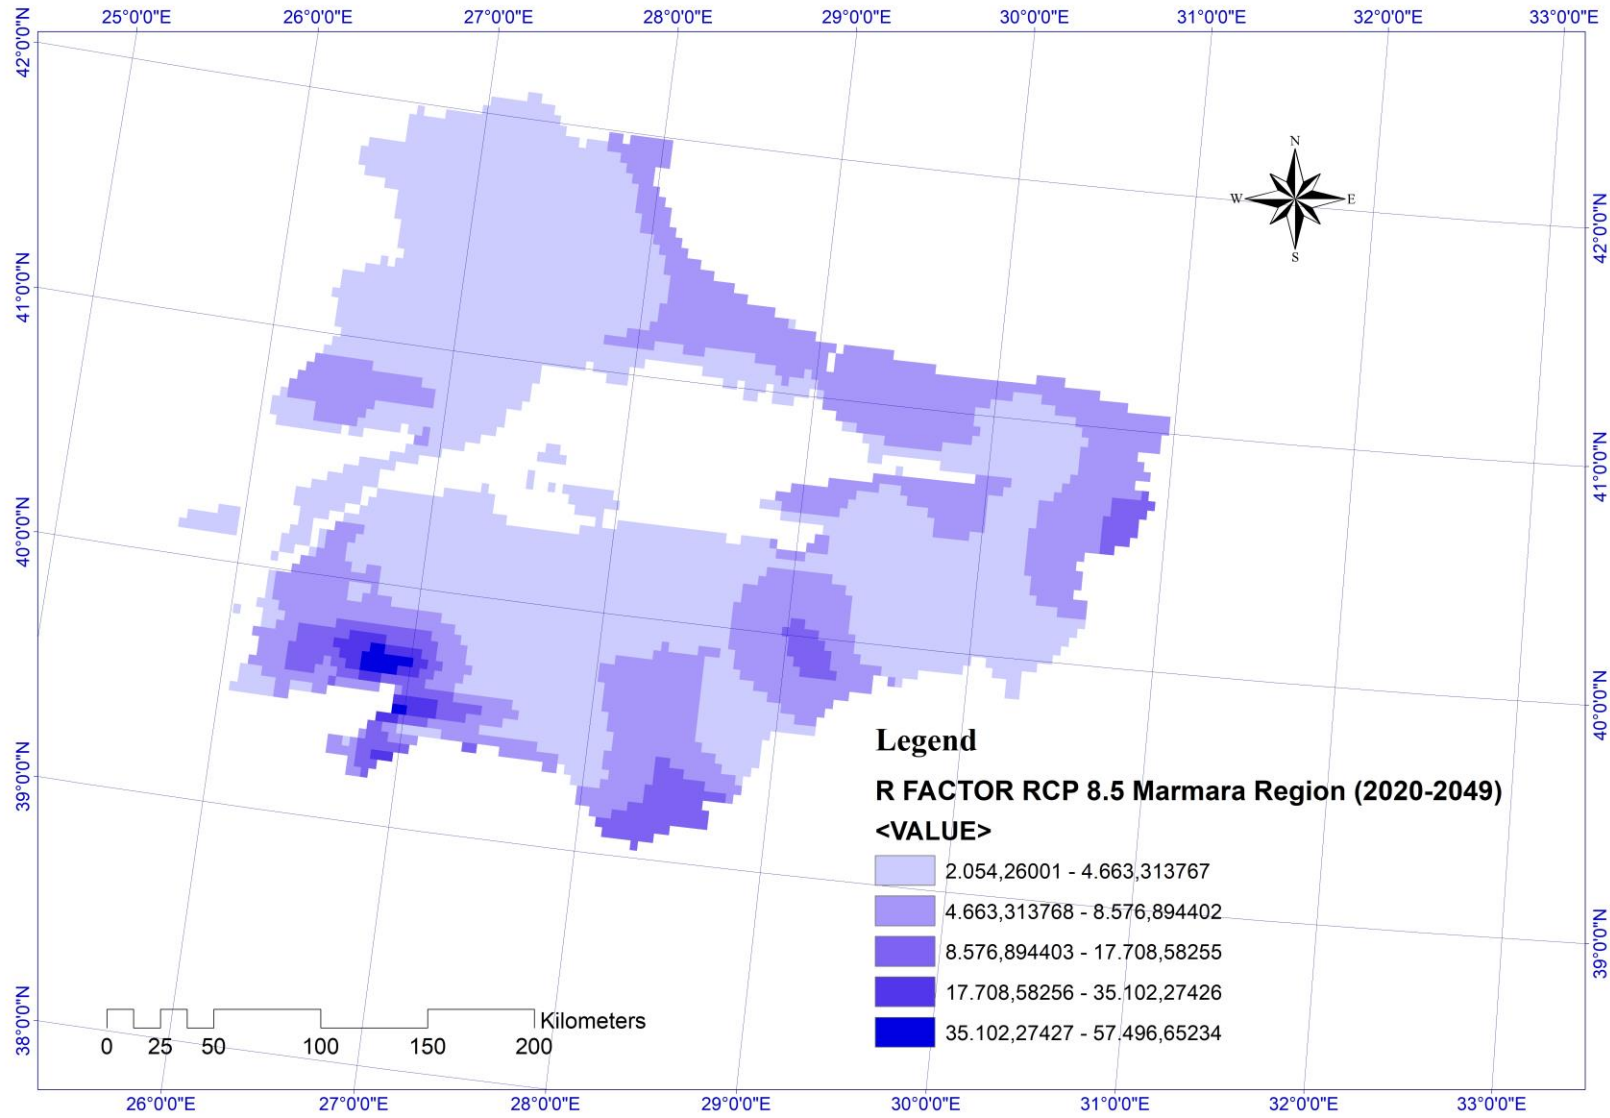 25°0'0"E 26°0'0"E 27°0'0"E 28°0'0"E 29°0'0"E 30°0'0"E 31°0'0"E 32°0'0"E 33°0'0"E
42°0'0"N
41°0'0"N
40°0'0"N
39°0'0"N
38°0'0"N
N
W E
S
42°0'0"N
41°0'0"N
40°0'0"N
39°0'0"N
Legend
R FACTOR RCP 8.5 Marmara Region (2020-2049)
<VALUE>
2.054,26001 - 4.663,313767
4.663,313768 - 8.576,894402
8.576,894403 - 17.708,58255
17.708,58256 - 35.102,27426
35.102,27427 - 57.496,65234
Kilometers
0 25 50 100 150 200
26°0'0"E 27°0'0"E 28°0'0"E 29°0'0"E 30°0'0"E 31°0'0"E 32°0'0"E 33°0'0"E